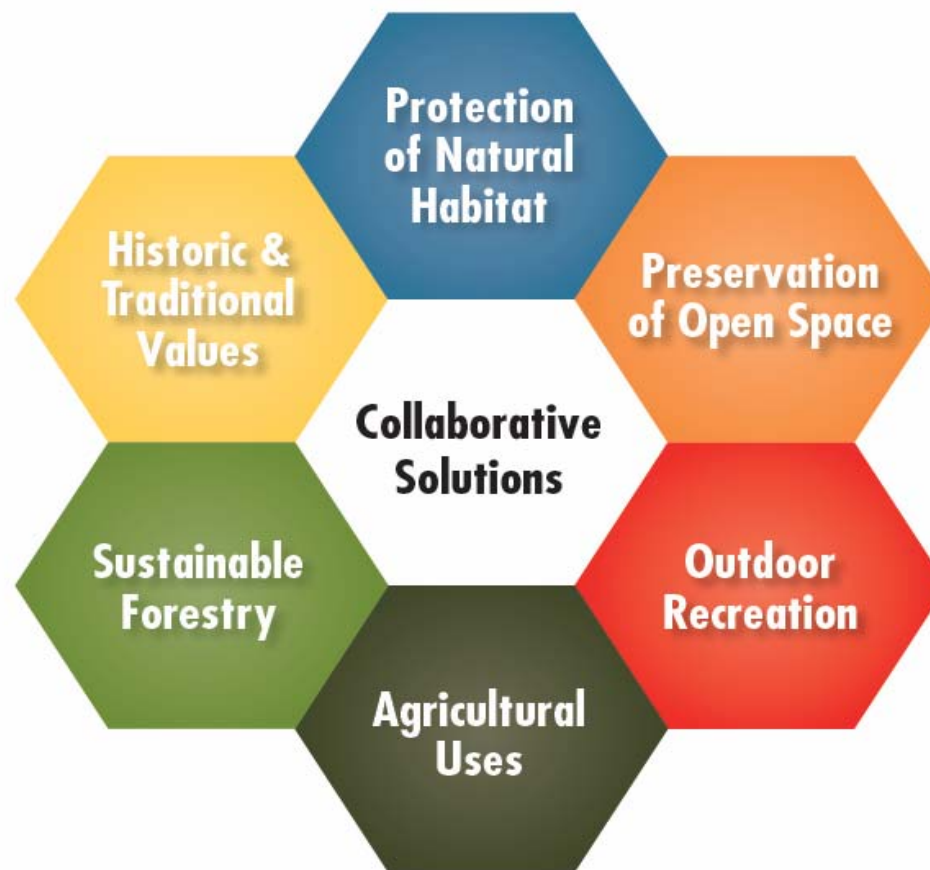 Protection
of Natural
Habitat
Historic &
Traditional
Values
Preservation
of Open Space
Collaborative
Solutions
Sustainable
Forestry
Outdoor
Recreation
Agricultural
Uses